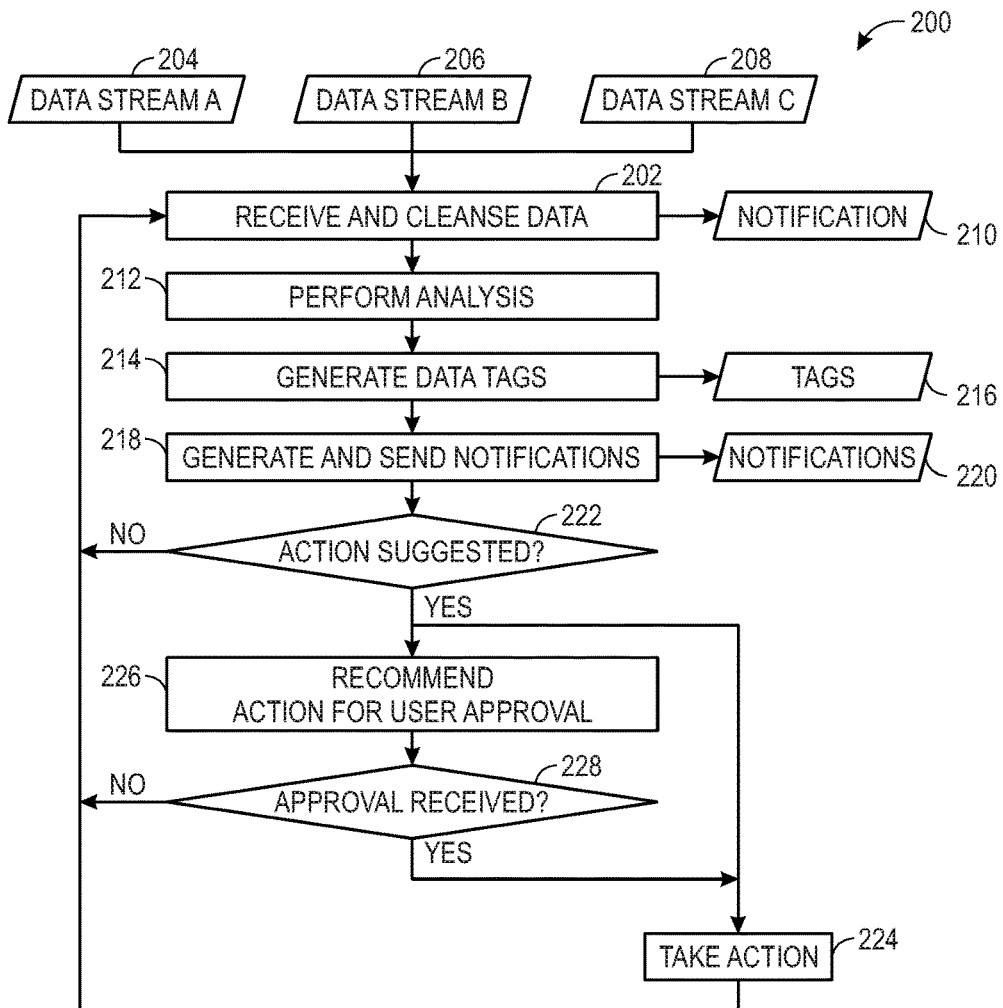 200
204
206
208
DATA STREAM A
DATA STREAM B
DATA STREAM C
202
RECEIVE AND CLEANSE DATA
NOTIFICATION
210
212
PERFORM ANALYSIS
214
GENERATE DATA TAGS
TAGS
216
218
GENERATE AND SEND NOTIFICATIONS
NOTIFICATIONS
220
222
NO
ACTION SUGGESTED?
YES
226
RECOMMEND
ACTION FOR USER APPROVAL
228
NO
APPROVAL RECEIVED?
YES
224
TAKE ACTION